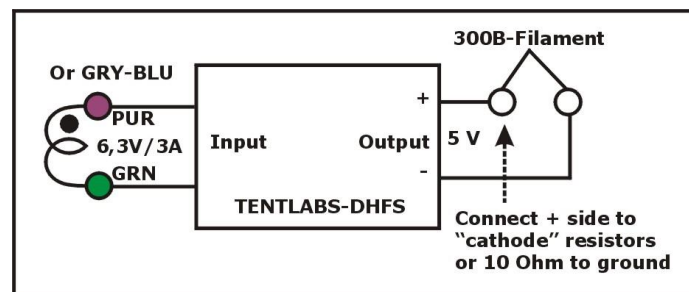 300B-Filament
Or GRY-BLU
PUR
6,3V/3A
GRN
Input
Output
+
-
5 V
TENTLABS-DHFS
Connect + side to
“cathode” resistors
or 10 Ohm to ground